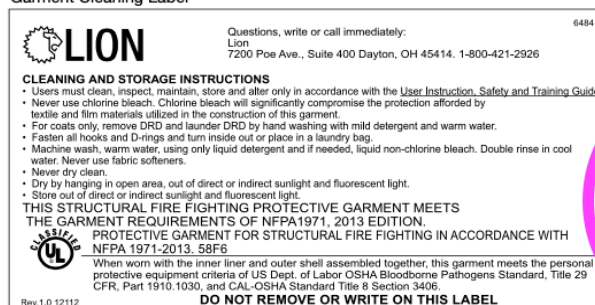 Garment Cleaning Label
6484
LION
Questions, write or call immediately:
Lion
7200 Poe Ave., Suite 400 Dayton, OH 45414. 1-800-421-2926
CLEANING AND STORAGE INSTRUCTIONS
• Users must clean, inspect, maintain, store and alter only in accordance with the User Instruction, Safety and Training Guide
• Never use chlorine bleach. Chlorine bleach will significantly compromise the protection afforded by
textile and film materials utilized in the construction of this garment.
• For coats only, remove DRD and launder DRD by hand washing with mild detergent and warm water.
• Fasten all hooks and D-rings and turn inside out or place in a laundry bag.
• Machine wash, warm water, using only liquid detergent and if needed, liquid non-chlorine bleach. Double rinse in cool
water. Never use fabric softeners.
• Never dry clean.
• Dry by hanging in open area, out of direct or indirect sunlight and fluorescent light.
• Store out of direct or indirect sunlight and fluorescent light.
THIS STRUCTURAL FIRE FIGHTING PROTECTIVE GARMENT MEETS
THE GARMENT REQUIREMENTS OF NFPA1971, 2013 EDITION.
CLASSIFIED
UL
PROTECTIVE GARMENT FOR STRUCTURAL FIRE FIGHTING IN ACCORDANCE WITH
NFPA 1971-2013. 58F6
When worn with the inner liner and outer shell assembled together, this garment meets the personal
protective equipment criteria of US Dept. of Labor OSHA Bloodborne Pathogens Standard, Title 29
CFR, Part 1910.1030, and CAL-OSHA Standard Title 8 Section 3406.
Rev 1.0 12112
DO NOT REMOVE OR WRITE ON THIS LABEL